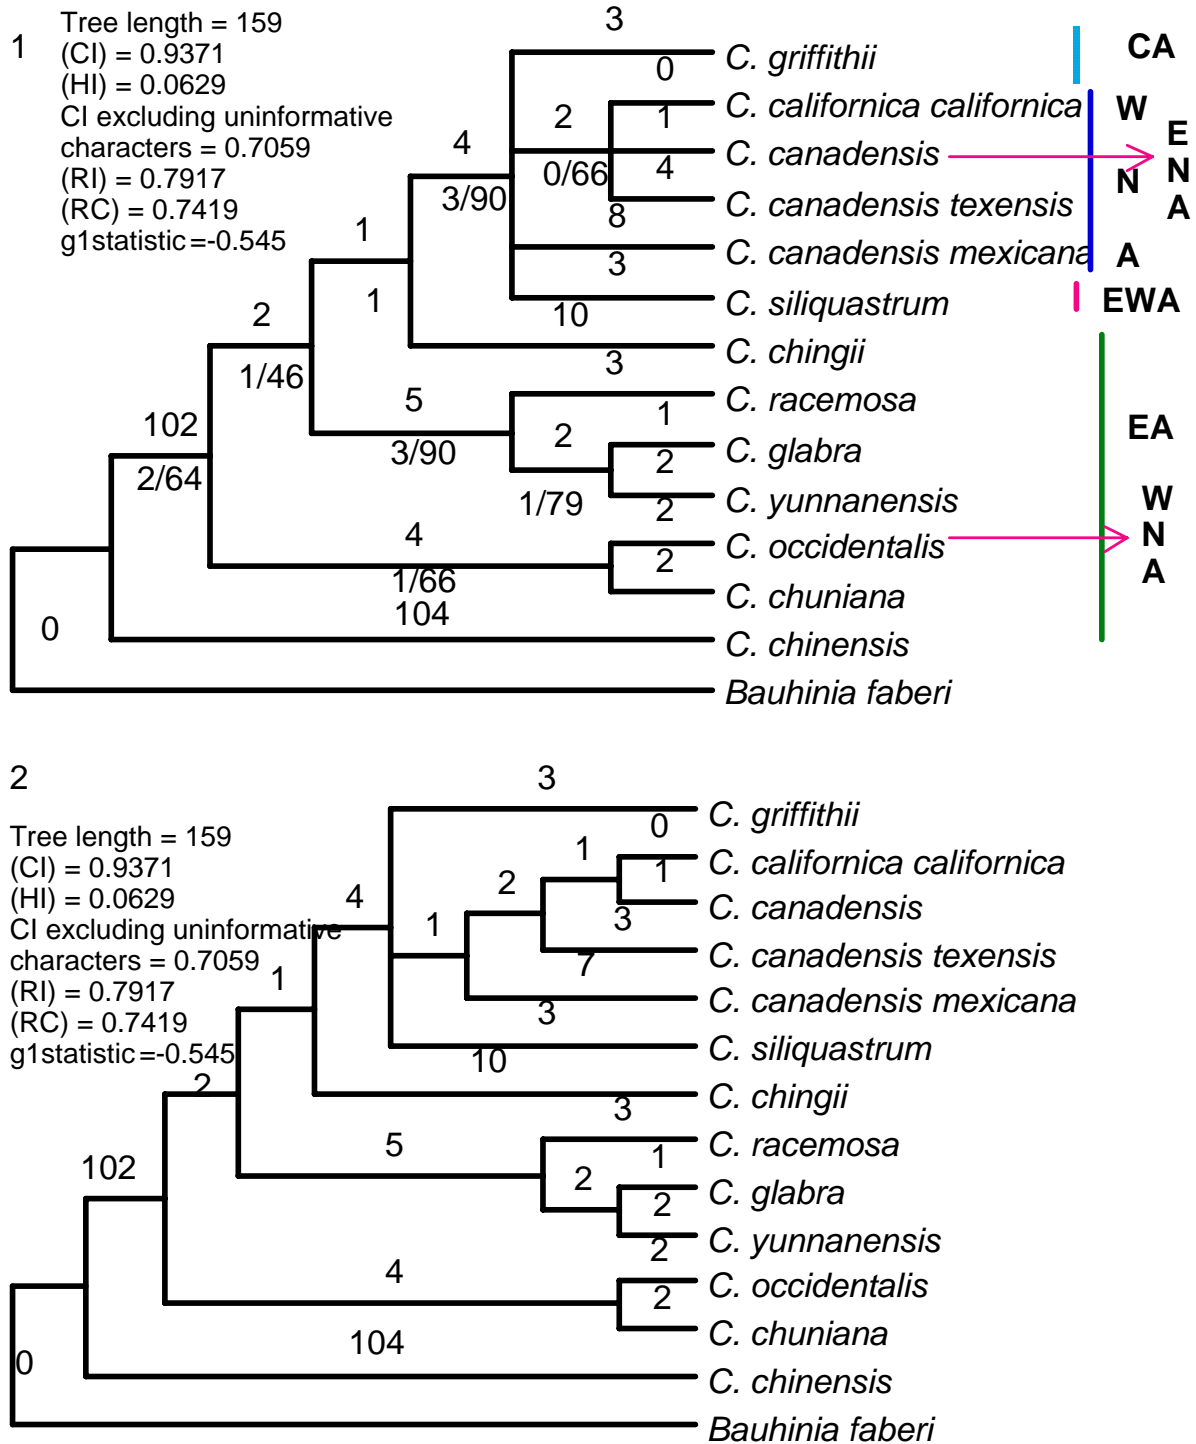 1
Tree length = 159
(CI) = 0.9371
(HI) = 0.0629
CI excluding uninformative
characters = 0.7059
(RI) = 0.7917
(RC) = 0.7419
g1statistic =-0.545
3
C. griffithii
CA
0
C. californica californica
W
2
1
4
C. canadensis
E
N
A
0/66
4
3/90
C. canadensis texensis
N
8
1
C. canadensis mexicana
A
3
C. siliquastrum
EWA
1
10
2
C. chingii
3
1/46
5
C. racemosa
1
EA
102
2
C. glabra
3/90
2
2/64
1/79
C. yunnanensis
W
N
A
2
4
C. occidentalis
2
1/66
C. chuniana
104
0
C. chinensis
Bauhinia faberi
2
Tree length = 159
(CI) = 0.9371
(HI) = 0.0629
CI excluding uninformative
characters = 0.7059
(RI) = 0.7917
(RC) = 0.7419
g1statistic =-0.545
3
C. griffithii
0
1
C. californica californica
1
2
4
C. canadensis
1
3
C. canadensis texensis
7
1
C. canadensis mexicana
3
C. siliquastrum
10
2
C. chingii
3
5
C. racemosa
1
102
2
C. glabra
2
C. yunnanensis
2
4
C. occidentalis
2
C. chuniana
104
0
C. chinensis
Bauhinia faberi